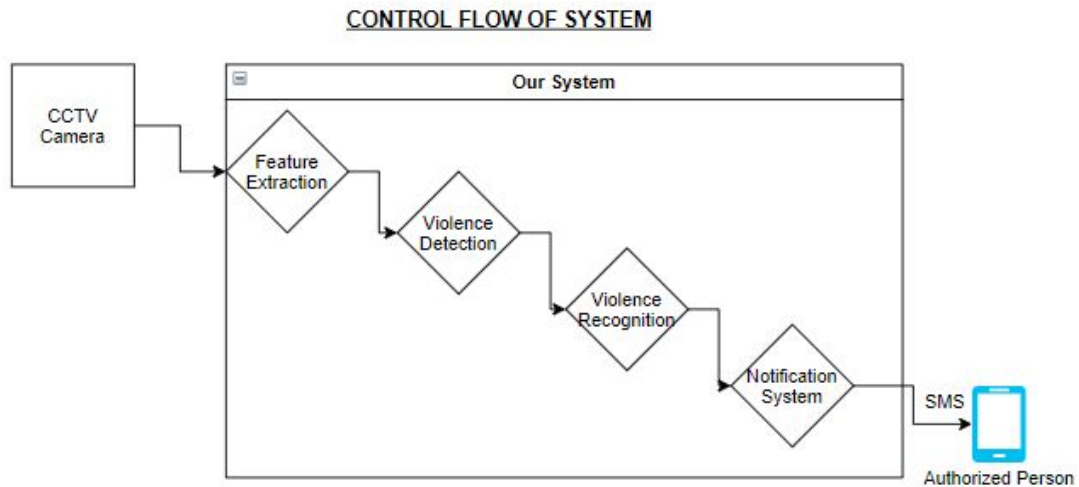 CONTROL FLOW OF SYSTEM
Our System
CCTV
Camera
Feature
Extraction
Violence
Detection
Violence
Recognition
Notification
System
SMS
Authorized Person